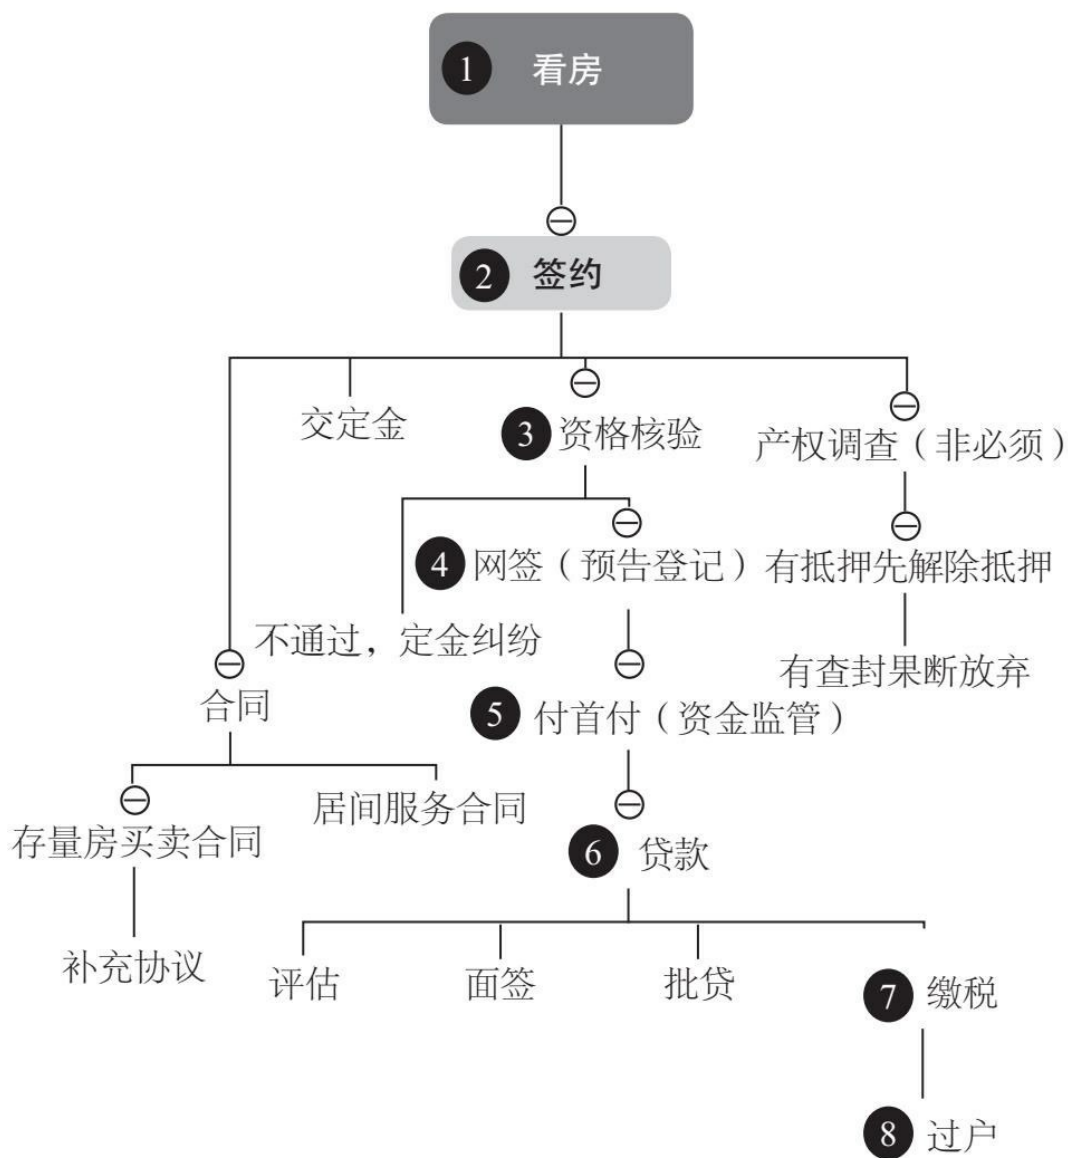 1 看房
2 签约
交定金
3 资格核验
产权调查（非必须）
4 网签（预告登记）
有抵押先解除抵押
不通过，定金纠纷
有查封果断放弃
合同
5 付首付（资金监管）
居间服务合同
存量房买卖合同
6 贷款
补充协议
评估
面签
批贷
7 缴税
8 过户